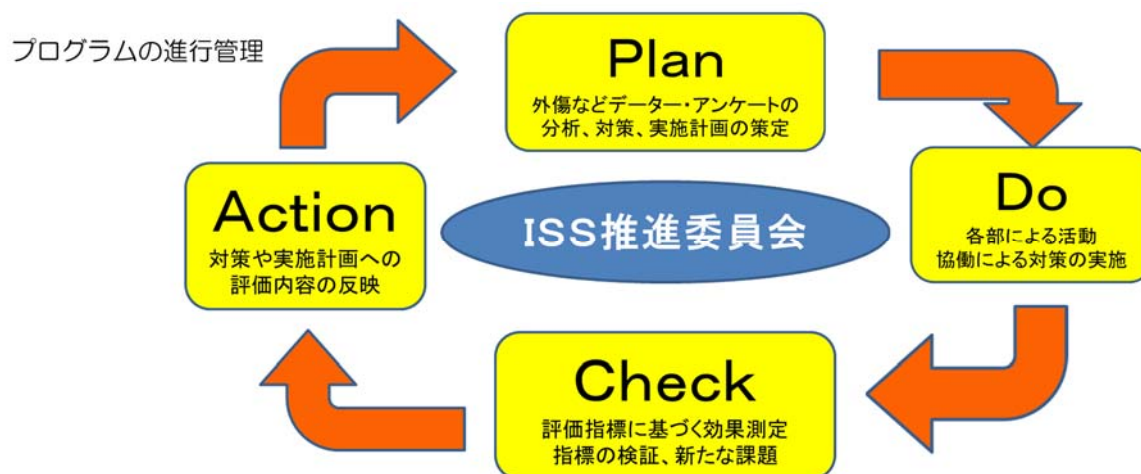 プログラムの進行管理
Plan
外傷などデーター・アンケートの
分析、対策、実施計画の策定
Do
各部による活動
協働による対策の実施
ISS推進委員会
Action
対策や実施計画への
評価内容の反映
Check
評価指標に基づく効果測定
指標の検証、新たな課題